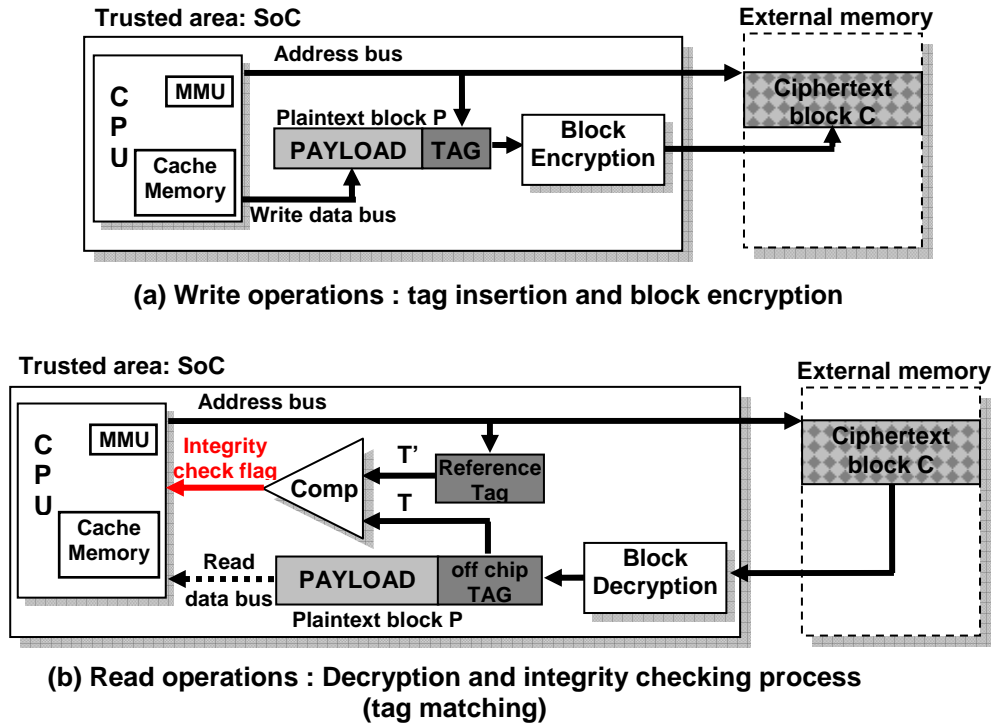 Trusted area: SoC
External memory
Address bus
C
P
U
MMU
Ciphertext
block C
Plaintext block P
PAYLOAD
TAG
Block
Encryption
Cache
Memory
Write data bus
(a) Write operations : tag insertion and block encryption
Trusted area: SoC
External memory
Address bus
C
P
U
MMU
Integrity
check flag
Comp
T'
T
Reference
Tag
Ciphertext
block C
Cache
Memory
Read
data bus
PAYLOAD
off chip
TAG
Block
Decryption
Plaintext block P
(b) Read operations : Decryption and integrity checking process
(tag matching)